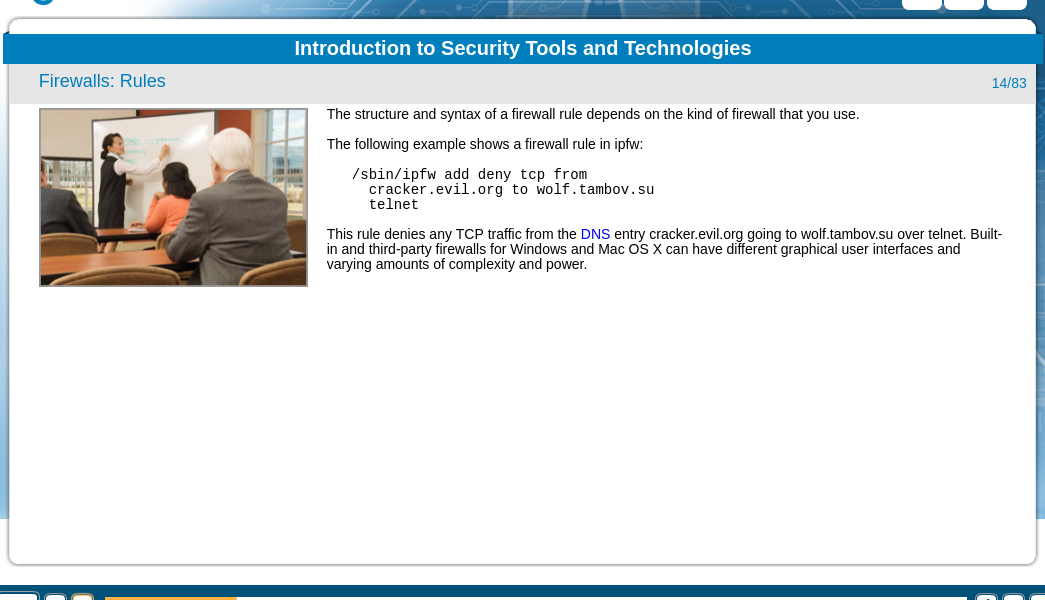 Introduction to Security Tools and Technologies
Firewalls: Rules
14/83
The structure and syntax of a firewall rule depends on the kind of firewall that you use.
The following example shows a firewall rule in ipfw:
/sbin/ipfw add deny tcp from
cracker.evil.org to wolf.tambov.su
telnet
This rule denies any TCP traffic from the DNS entry cracker.evil.org going to wolf.tambov.su over telnet. Built-
in and third-party firewalls for Windows and Mac OS X can have different graphical user interfaces and
varying amounts of complexity and power.